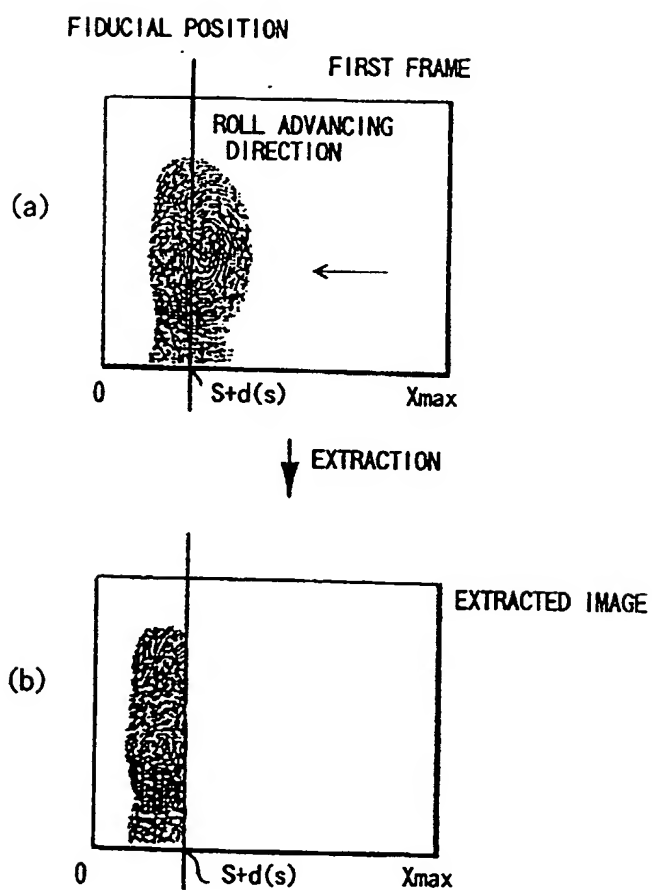 FIDUCIAL POSITION
FIRST FRAME
ROLL ADVANCING
DIRECTION
(a)
0 S+d(s) Xmax
EXTRACTION
EXTRACTED IMAGE
(b)
0 S+d(s) Xmax